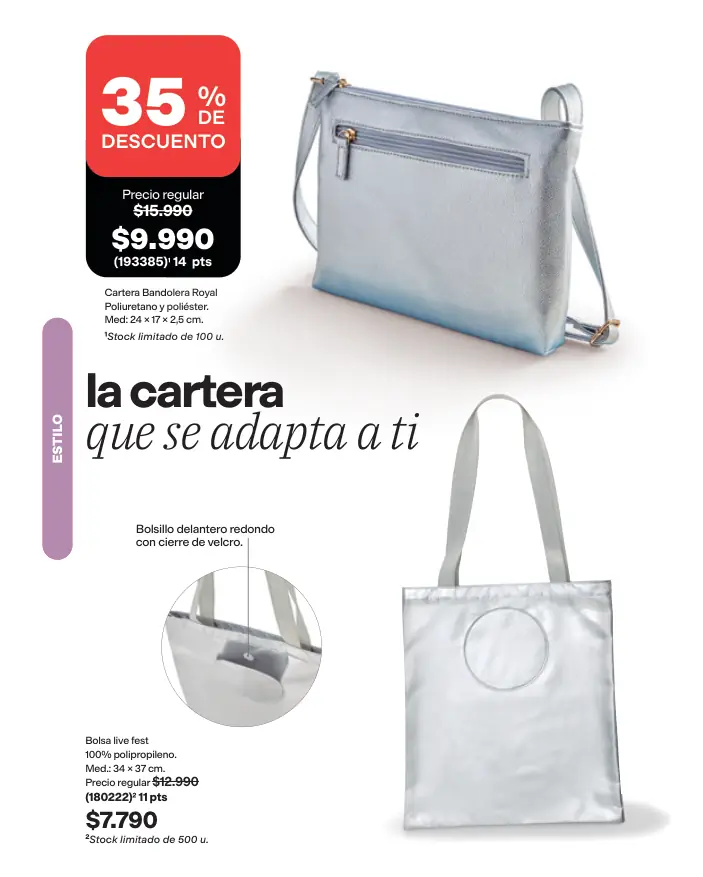 35 %
DE
DESCUENTO
Precio regular
$15.990
$9.990
(193385)¹ 14 pts
Cartera Bandolera Royal
Poliuretano y poliéster.
Med: 24 x 17 x 2,5 cm.
¹Stock limitado de 100 u.
ESTILO
la cartera
que se adapta a ti
Bolsillo delantero redondo
con cierre de velcro.
Bolsa live fest
100% polipropileno.
Med.: 34 x 37 cm.
Precio regular $12.990
(180222)² 11 pts
$7.790
²Stock limitado de 500 u.